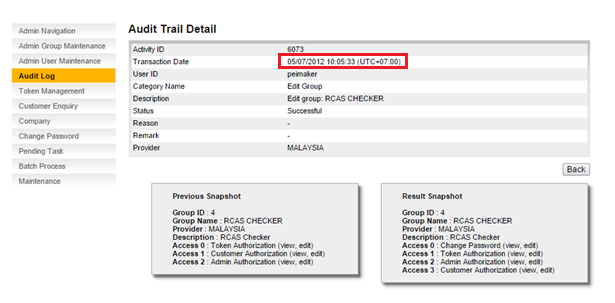 Admin Navigation
Admin Group Maintenance
Admin User Maintenance
Audit Log
Token Management
Customer Enquiry
Company
Change Password
Pending Task
Batch Process
Maintenance
Audit Trail Detail
Activity ID 6073
Transaction Date 05/07/2012 10:05:33 (UTC+07:00)
User ID peimaker
Category Name Edit Group
Description Edit group: RCAS CHECKER
Status Successful
Reason -
Remark -
Provider MALAYSIA
Back
Previous Snapshot
Group ID : 4
Group Name : RCAS CHECKER
Provider : MALAYSIA
Description : RCAS Checker
Access 0 : Token Authorization (view, edit)
Access 1 : Customer Authorization (view, edit)
Access 2 : Admin Authorization (view, edit)
Result Snapshot
Group ID : 4
Group Name : RCAS CHECKER
Provider : MALAYSIA
Description : RCAS Checker
Access 0 : Change Password (view, edit)
Access 1 : Token Authorization (view, edit)
Access 2 : Admin Authorization (view, edit)
Access 3 : Customer Authorization (view, edit)